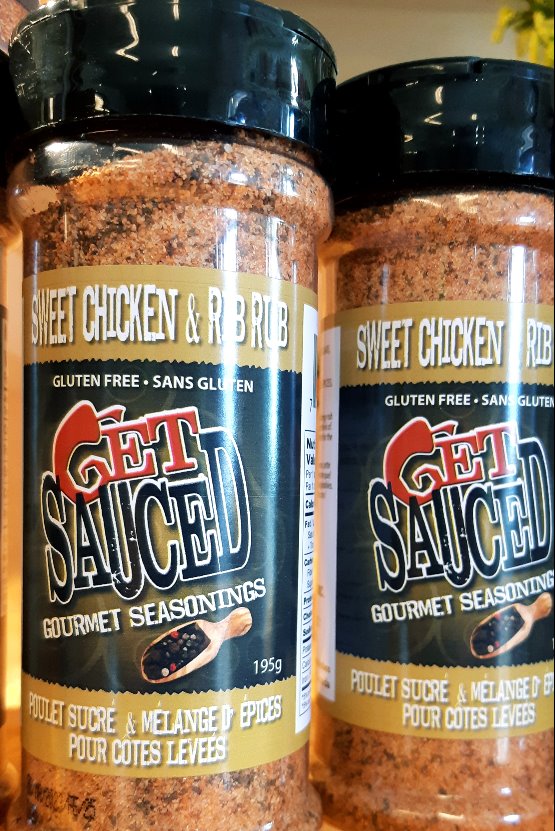 SWEET CHICKEN & RIB RUB
GLUTEN FREE • SANS GLUTEN
GET
SAUCED
GOURMET SEASONINGS
195g
POULET SUCRÉ & MÉLANGE D' ÉPICES
POUR CÔTES LEVÉES
SWEET CHICKEN & RIB
GLUTEN FREE • SANS GLUTEN
GET
SAUCED
GOURMET SEASONINGS
POULET SUCRÉ & MÉLANGE D' ÉPICES
POUR CÔTES LEVÉES